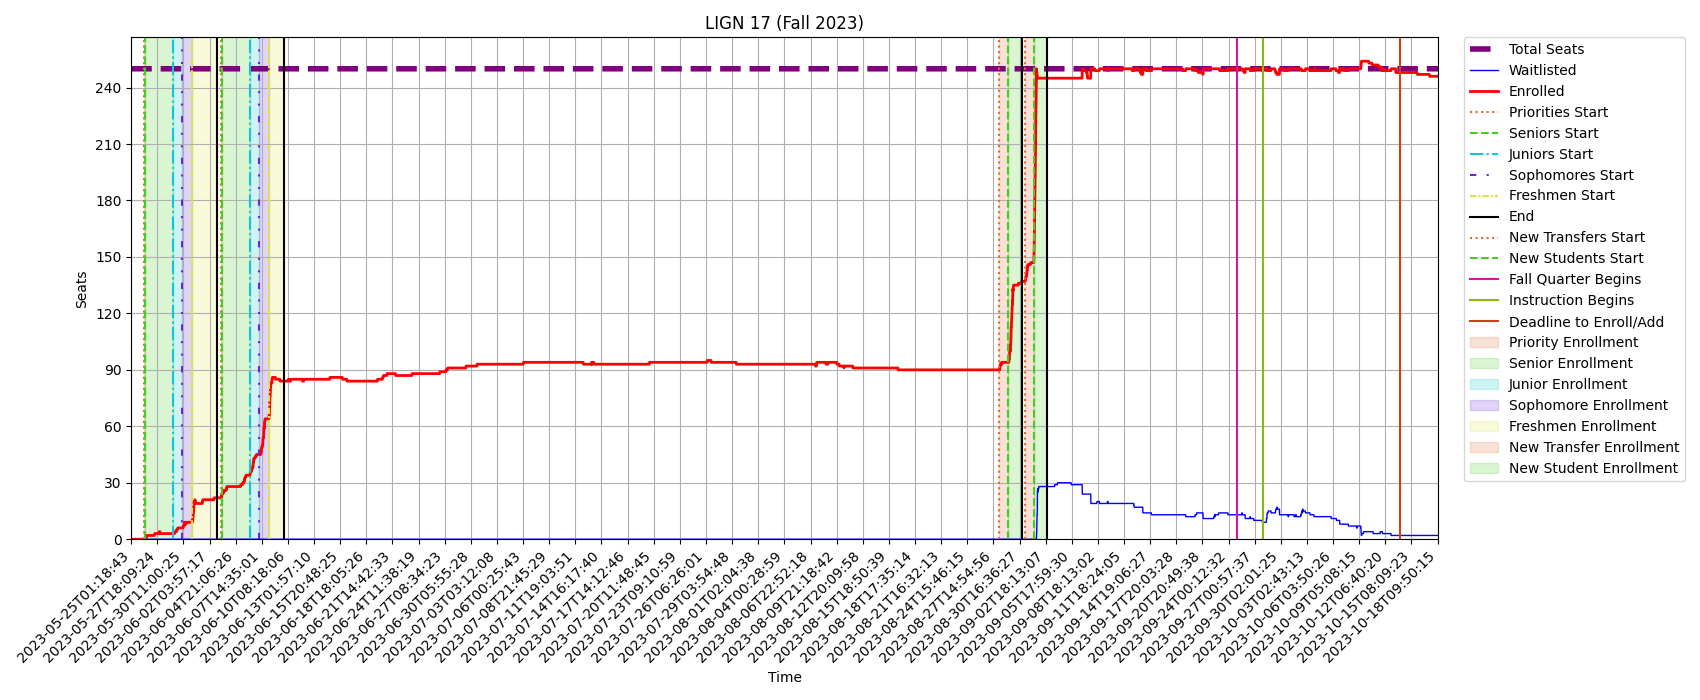 LIGN 17 (Fall 2023)
Seats
240
210
180
150
120
90
60
30
0
2023-05-25T01:18:43
2023-05-27T18:09:24
2023-05-30T11:00:25
2023-06-02T03:57:17
2023-06-04T21:06:26
2023-06-07T14:35:01
2023-06-10T08:18:06
2023-06-13T01:57:10
2023-06-15T20:48:25
2023-06-18T18:05:26
2023-06-21T14:42:33
2023-06-24T11:38:19
2023-06-27T08:34:23
2023-06-30T05:55:28
2023-07-03T03:12:08
2023-07-06T00:25:43
2023-07-08T21:45:29
2023-07-11T19:03:51
2023-07-14T16:17:40
2023-07-17T14:12:46
2023-07-20T11:48:45
2023-07-23T09:10:59
2023-07-26T06:26:01
2023-07-29T03:54:48
2023-08-01T02:04:38
2023-08-04T00:28:59
2023-08-06T22:52:18
2023-08-09T21:18:42
2023-08-12T20:09:58
2023-08-15T18:50:39
2023-08-18T17:35:14
2023-08-21T16:32:13
2023-08-24T15:46:15
2023-08-27T14:54:56
2023-08-30T16:36:27
2023-09-02T18:13:07
2023-09-05T17:59:30
2023-09-08T18:13:02
2023-09-11T18:24:05
2023-09-14T19:06:27
2023-09-17T20:03:28
2023-09-20T20:49:38
2023-09-24T00:12:32
2023-09-27T00:57:37
2023-09-30T02:01:25
2023-10-03T02:43:13
2023-10-06T03:50:26
2023-10-09T05:08:15
2023-10-12T06:40:20
2023-10-15T08:09:23
2023-10-18T09:50:15
Time
Total Seats
Waitlisted
Enrolled
Priorities Start
Seniors Start
Juniors Start
Sophomores Start
Freshmen Start
End
New Transfers Start
New Students Start
Fall Quarter Begins
Instruction Begins
Deadline to Enroll/Add
Priority Enrollment
Senior Enrollment
Junior Enrollment
Sophomore Enrollment
Freshmen Enrollment
New Transfer Enrollment
New Student Enrollment